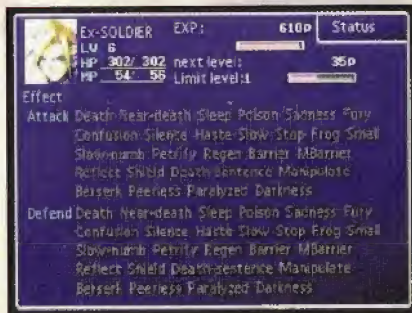 Ex-SOLDIER EXP: 610p Status
LV 6
HP 302/ 302 next level: 35p
MP 54/ 56 Limit level:1
Effect
Attack Death Near-death Sleep Poison Sadness Fury
Confusion Silence Haste Slow Stop Frog Small
Slow-numb Petrify Regen Barrier MBarrier
Reflect Shield Death-sentence Manipulate
Berserk Peerless Paralyzed Darkness
Defend Death Near-death Sleep Poison Sadness Fury
Confusion Silence Haste Slow Stop Frog Small
Slow-numb Petrify Regen Barrier MBarrier
Reflect Shield Death-sentence Manipulate
Berserk Peerless Paralyzed Darkness